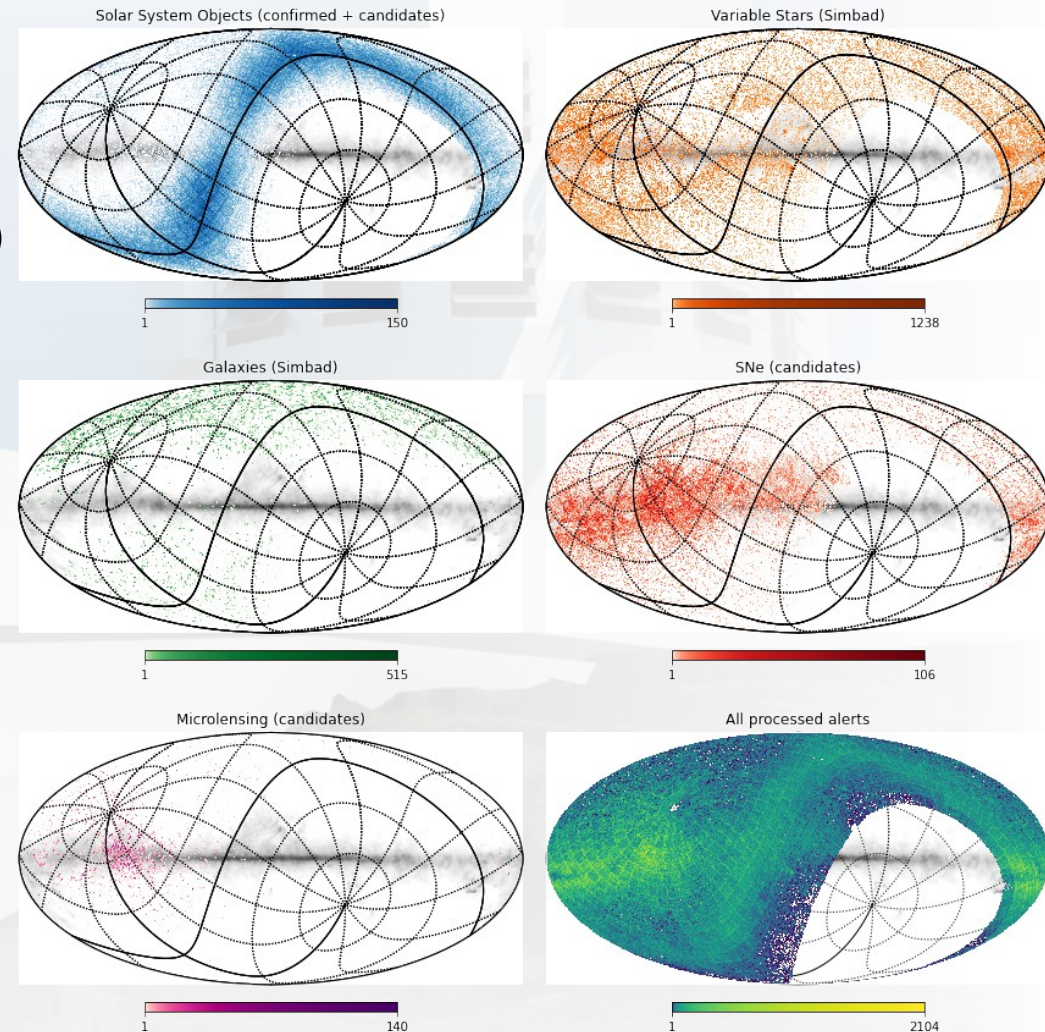 Solar System Objects (confirmed + candidates)
Variable Stars (Simbad)
1 150
1 1238
Galaxies (Simbad)
SNe (candidates)
1 515
1 106
Microlensing (candidates)
All processed alerts
1 140
1 2104